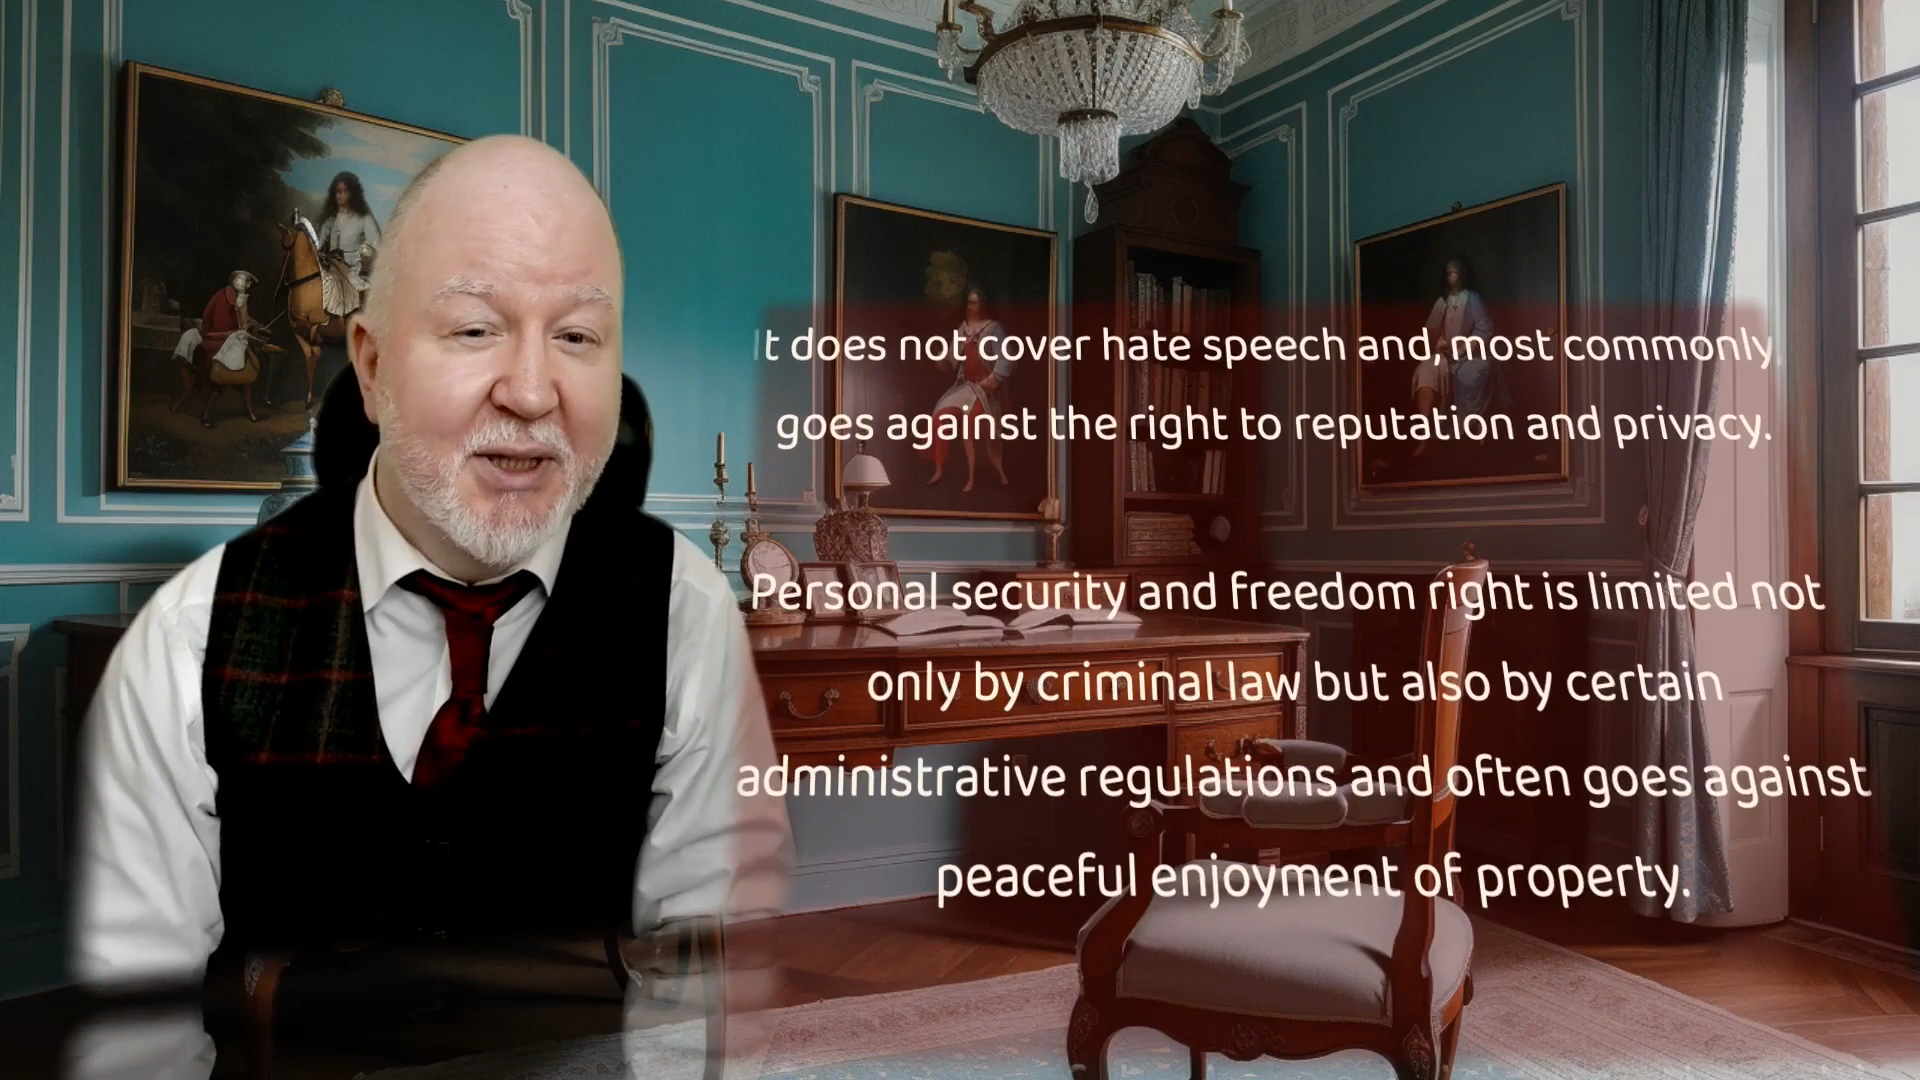 It does not cover hate speech and, most commonly,
goes against the right to reputation and privacy.
Personal security and freedom right is limited not
only by criminal law but also by certain
administrative regulations and often goes against
peaceful enjoyment of property.